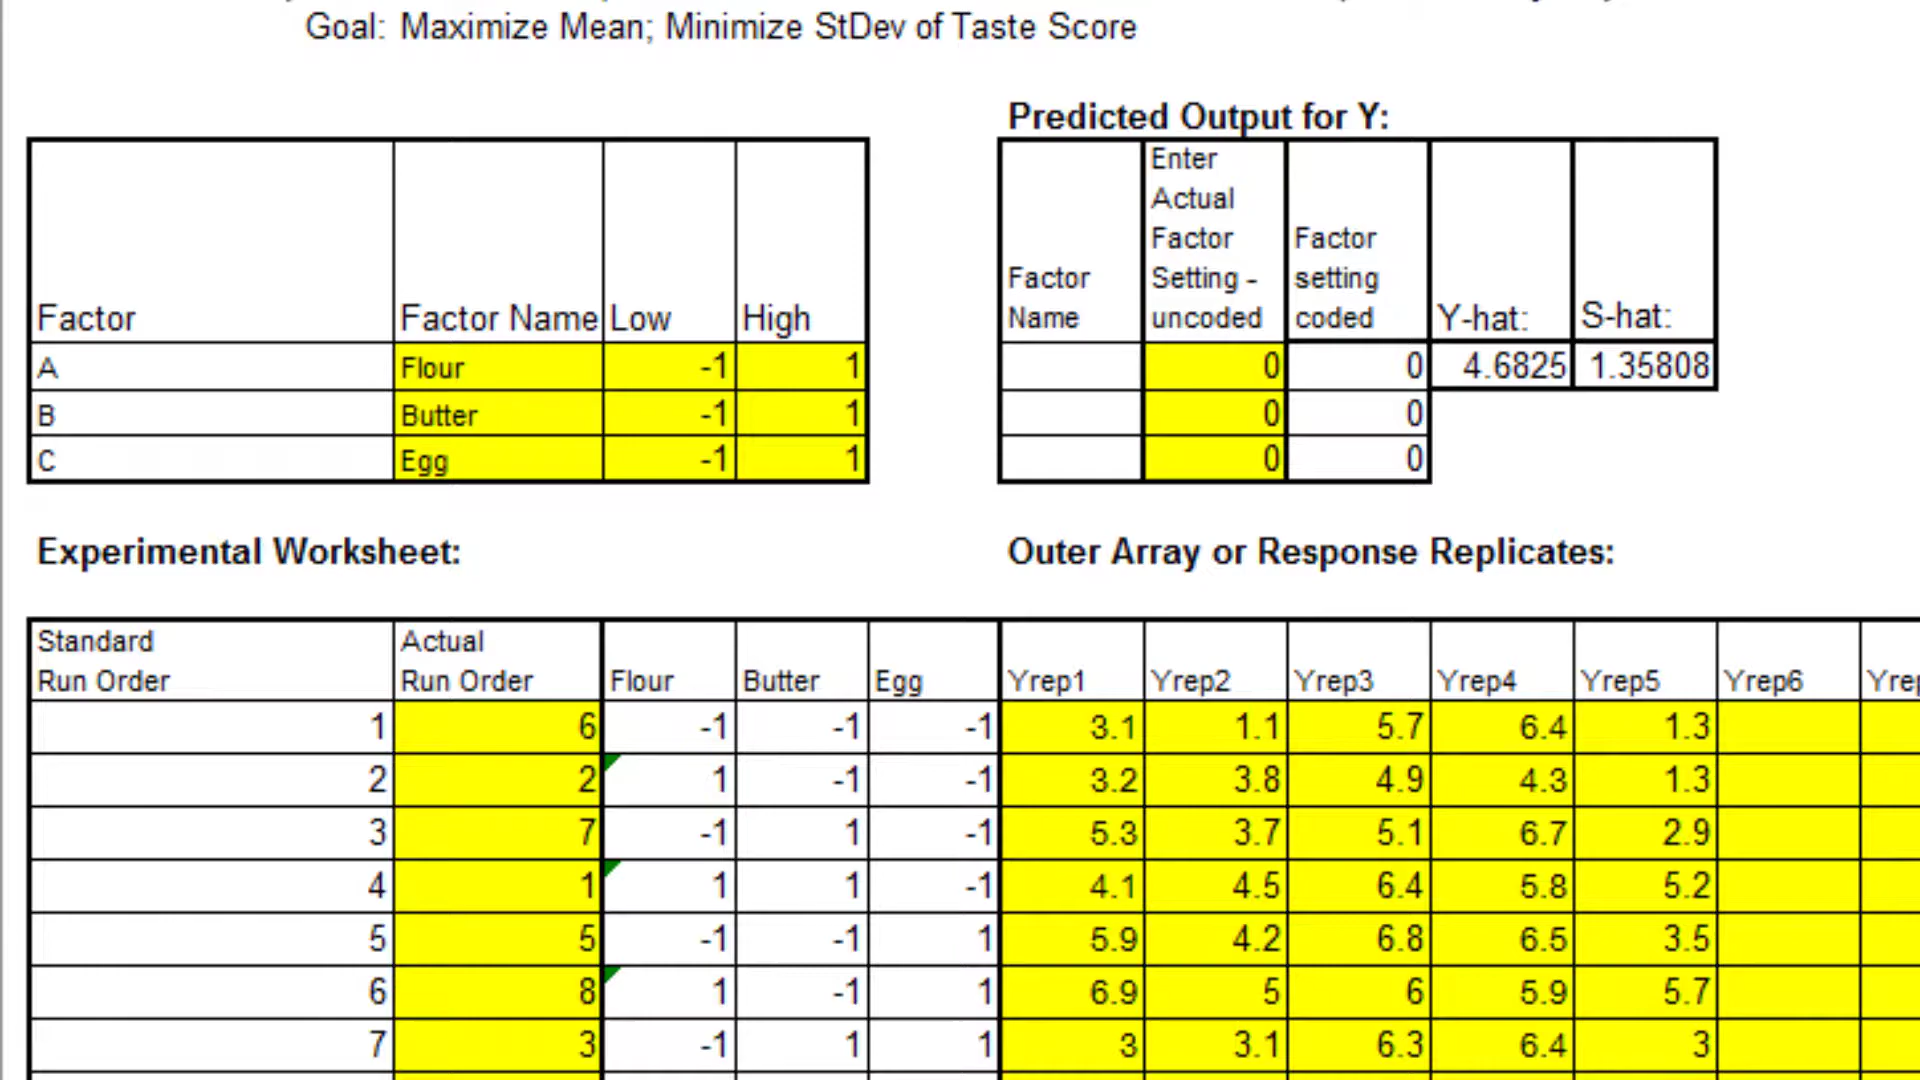 Goal: Maximize Mean; Minimize StDev of Taste Score
Predicted Output for Y:
Factor Factor Name Low High
Factor Name Enter Actual Factor Setting - uncoded Factor setting coded Y-hat: S-hat:
A Flour -1 1
0 0 4.6825 1.35808
B Butter -1 1
0 0
C Egg -1 1
0 0
Experimental Worksheet:
Outer Array or Response Replicates:
Standard Run Order Actual Run Order Flour Butter Egg Yrep1 Yrep2 Yrep3 Yrep4 Yrep5 Yrep6
1 6 -1 -1 -1 3.1 1.1 5.7 6.4 1.3
2 2 1 -1 -1 3.2 3.8 4.9 4.3 1.3
3 7 -1 1 -1 5.3 3.7 5.1 6.7 2.9
4 1 1 1 -1 4.1 4.5 6.4 5.8 5.2
5 5 -1 -1 1 5.9 4.2 6.8 6.5 3.5
6 8 1 -1 1 6.9 5 6 5.9 5.7
7 3 -1 1 1 3 3.1 6.3 6.4 3